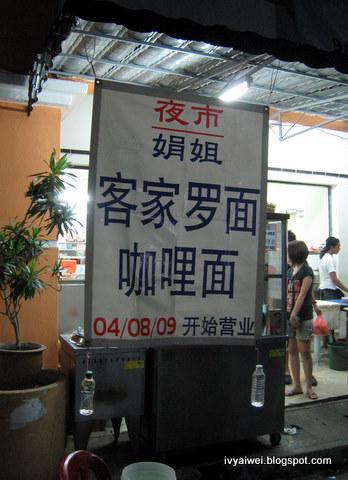 夜市
娟姐
客家罗面
咖哩面
04/08/09 开始营业
ivyaiwei.blogspot.com